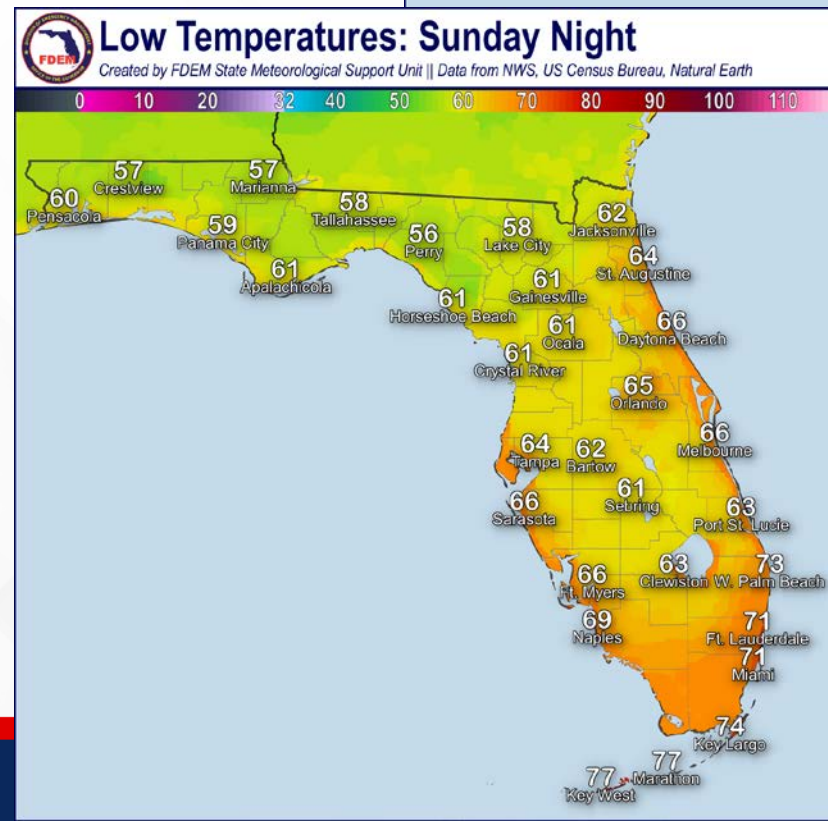 FDEM
Low Temperatures: Sunday Night
Created by FDEM State Meteorological Support Unit || Data from NWS, US Census Bureau, Natural Earth
0 10 20 32 40 50 60 70 80 90 100 110
57
Crestview
57
Marianna
60
Pensacola
58
Tallahassee
59
Panama City
56
Perry
58
Lake City
62
Jacksonville
64
St. Augustine
61
Apalachicola
61
Gainesville
61
Horseshoe Beach
61
Ocala
66
Daytona Beach
61
Crystal River
65
Orlando
66
Melbourne
64
Tampa
62
Bartow
61
Sebring
66
Sarasota
63
Port St. Lucie
66
Ft. Myers
63
Clewiston
73
W. Palm Beach
69
Naples
71
Ft. Lauderdale
71
Miami
74
Key Largo
77
Marathon
77
Key West